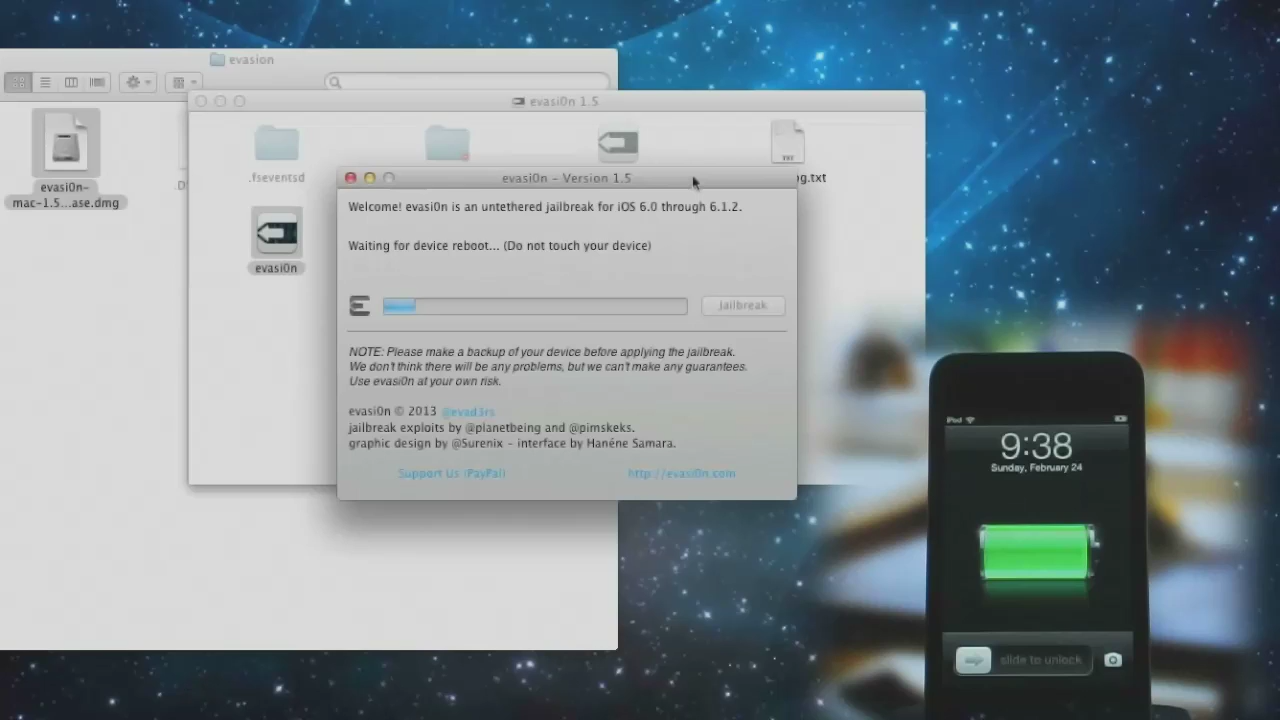 evasion
evasi0n 1.5
evasi0n-
mac-1.5...ase.dmg
.fseventsd
g.txt
TXT
evasi0n
evasi0n – Version 1.5
Welcome! evasi0n is an untethered jailbreak for iOS 6.0 through 6.1.2.
Waiting for device reboot... (Do not touch your device)
Jailbreak
NOTE: Please make a backup of your device before applying the jailbreak.
We don't think there will be any problems, but we can't make any guarantees.
Use evasi0n at your own risk.
evasi0n © 2013 @evad3rs
jailbreak exploits by @planetbeing and @pimskeks.
graphic design by @Surenix – interface by Hanéne Samara.
Support Us (PayPal)
http://evasi0n.com
iPod
9:38
Sunday, February 24
slide to unlock